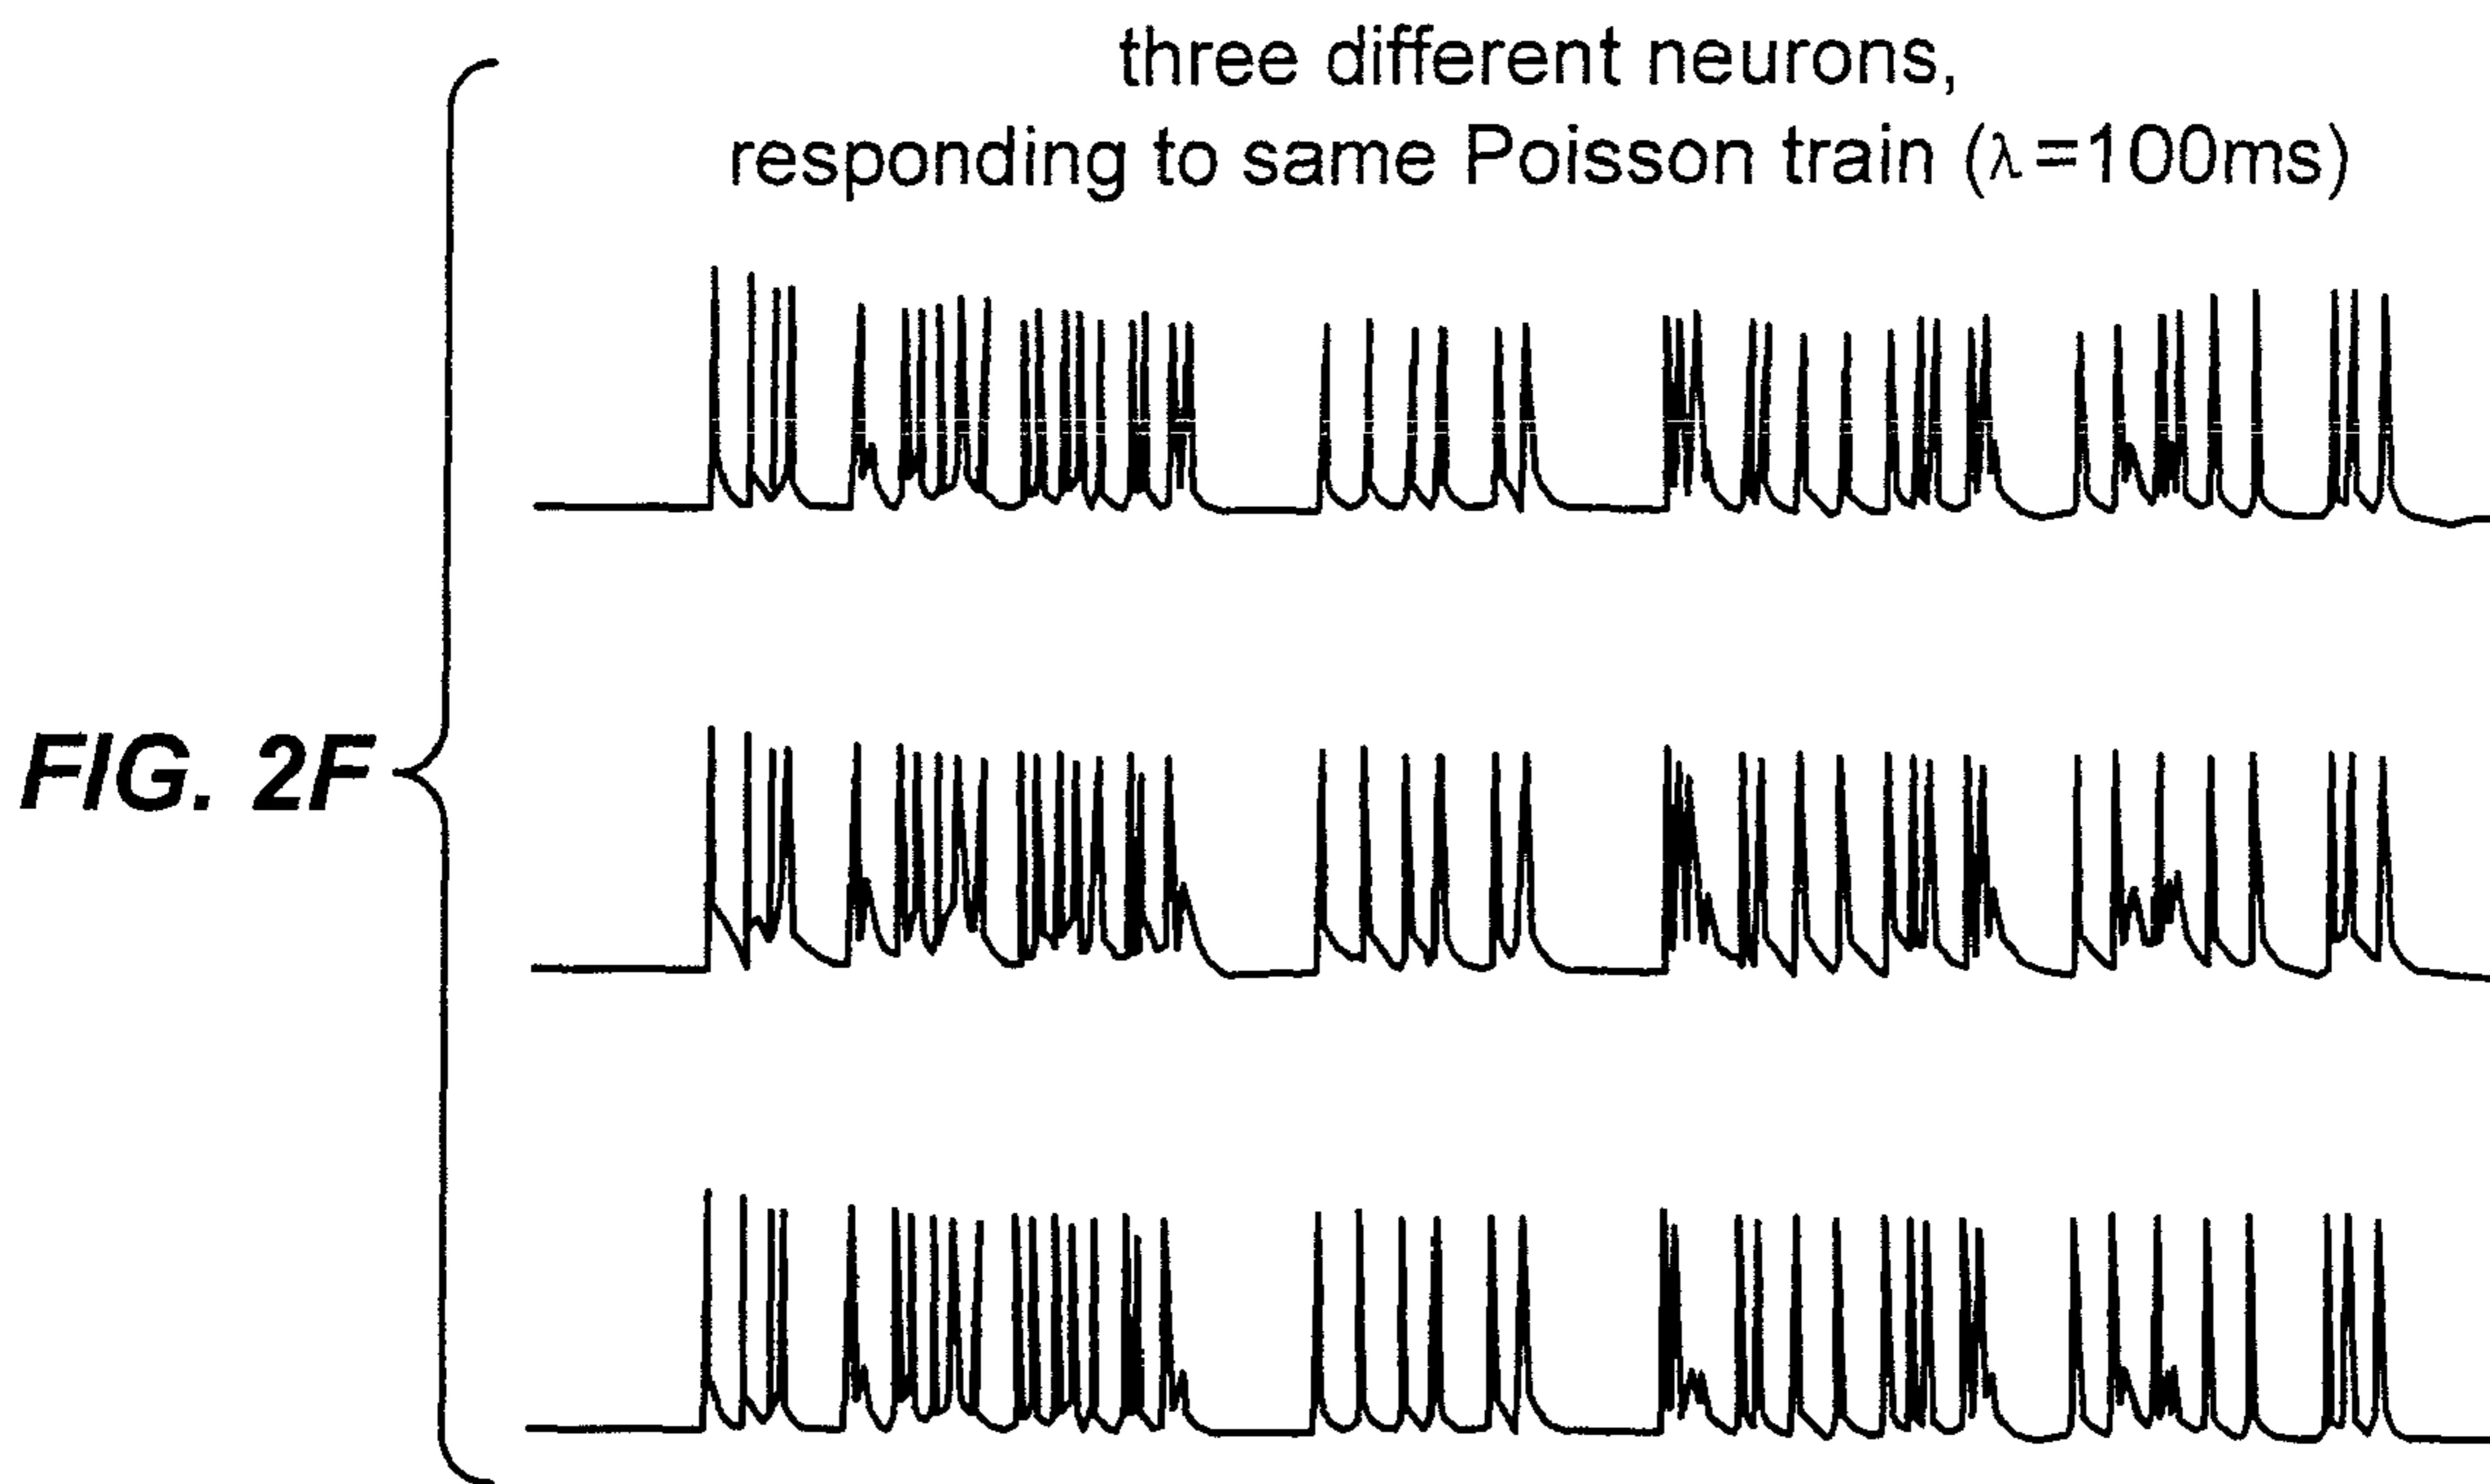 three different neurons,
responding to same Poisson train (λ=100ms)
FIG. 2F